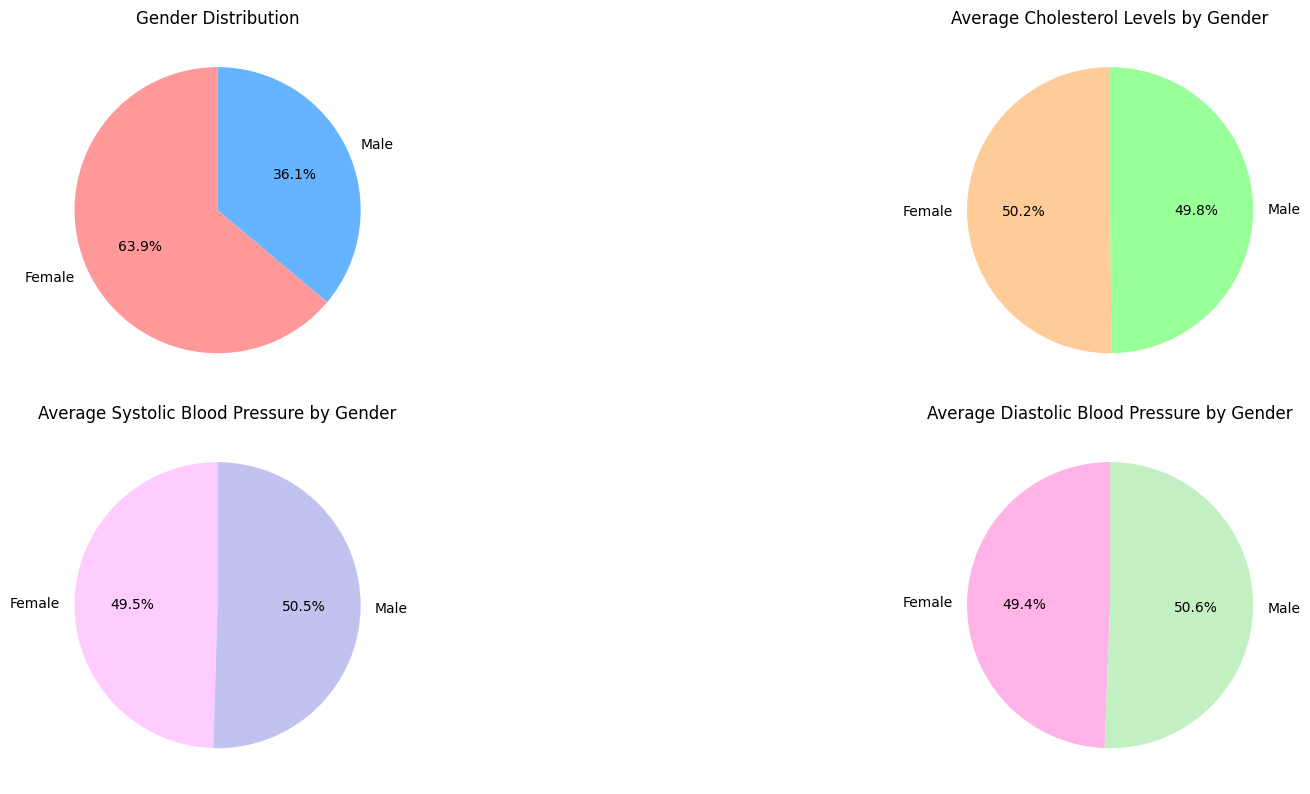 Gender Distribution
Male
36.1%
63.9%
Female
Average Cholesterol Levels by Gender
Female
50.2%
49.8%
Male
Average Systolic Blood Pressure by Gender
Female
49.5%
50.5%
Male
Average Diastolic Blood Pressure by Gender
Female
49.4%
50.6%
Male